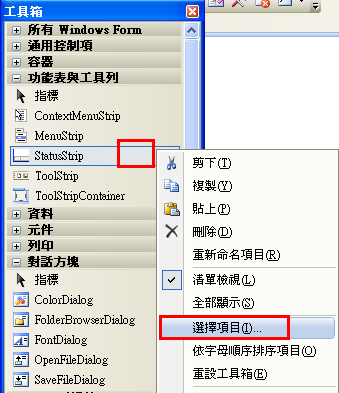 工具箱
所有 Windows Form
通用控制項
容器
功能表與工具列
指標
ContextMenuStrip
MenuStrip
StatusStrip
ToolStrip
ToolStripContainer
資料
元件
列印
對話方塊
指標
ColorDialog
FolderBrowserDialog
FontDialog
OpenFileDialog
SaveFileDialog
剪下(T)
複製(Y)
貼上(P)
刪除(D)
重新命名項目(R)
清單檢視(L)
全部顯示(S)
選擇項目(I)...
依字母順序排序項目(O)
重設工具箱(E)